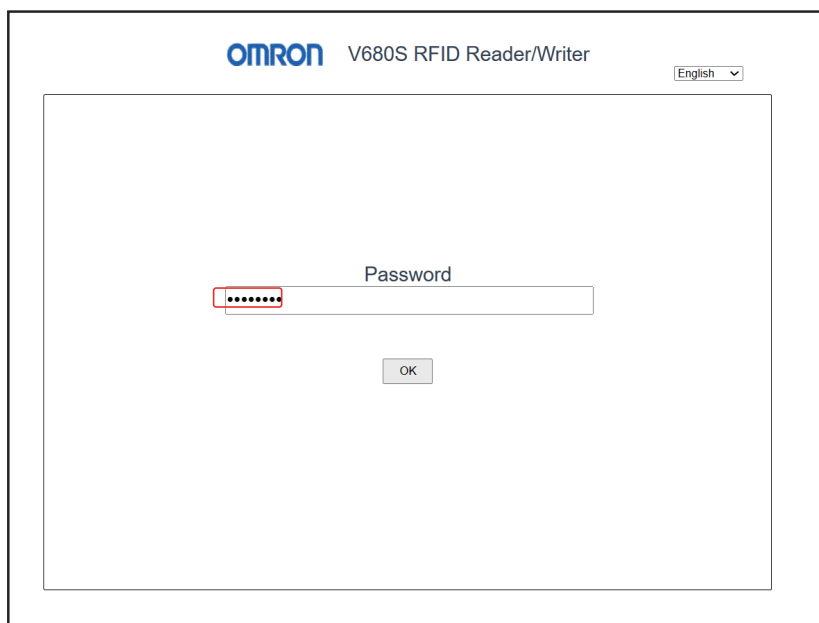 OMRON V680S RFID Reader/Writer
English
Password
••••••••
OK